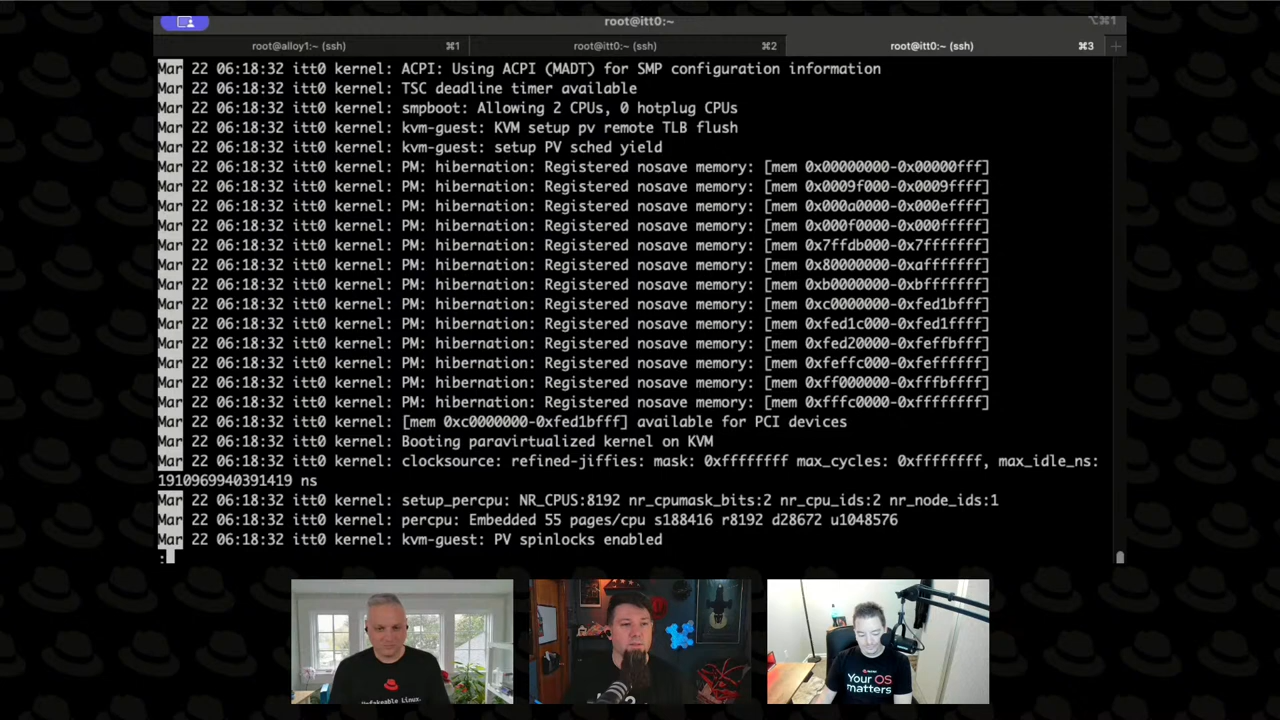 root@itt0:~
⌥⌘1
root@alloy1:~ (ssh) ⌘1
root@itt0:~ (ssh) ⌘2
root@itt0:~ (ssh) ⌘3
Mar 22 06:18:32 itt0 kernel: ACPI: Using ACPI (MADT) for SMP configuration information
Mar 22 06:18:32 itt0 kernel: TSC deadline timer available
Mar 22 06:18:32 itt0 kernel: smpboot: Allowing 2 CPUs, 0 hotplug CPUs
Mar 22 06:18:32 itt0 kernel: kvm-guest: KVM setup pv remote TLB flush
Mar 22 06:18:32 itt0 kernel: kvm-guest: setup PV sched yield
Mar 22 06:18:32 itt0 kernel: PM: hibernation: Registered nosave memory: [mem 0x00000000-0x00000fff]
Mar 22 06:18:32 itt0 kernel: PM: hibernation: Registered nosave memory: [mem 0x0009f000-0x0009ffff]
Mar 22 06:18:32 itt0 kernel: PM: hibernation: Registered nosave memory: [mem 0x000a0000-0x000effff]
Mar 22 06:18:32 itt0 kernel: PM: hibernation: Registered nosave memory: [mem 0x000f0000-0x000fffff]
Mar 22 06:18:32 itt0 kernel: PM: hibernation: Registered nosave memory: [mem 0x7ffdb000-0x7fffffff]
Mar 22 06:18:32 itt0 kernel: PM: hibernation: Registered nosave memory: [mem 0x80000000-0xafffffff]
Mar 22 06:18:32 itt0 kernel: PM: hibernation: Registered nosave memory: [mem 0xb0000000-0xbfffffff]
Mar 22 06:18:32 itt0 kernel: PM: hibernation: Registered nosave memory: [mem 0xc0000000-0xfed1bfff]
Mar 22 06:18:32 itt0 kernel: PM: hibernation: Registered nosave memory: [mem 0xfed1c000-0xfed1ffff]
Mar 22 06:18:32 itt0 kernel: PM: hibernation: Registered nosave memory: [mem 0xfed20000-0xfeffbfff]
Mar 22 06:18:32 itt0 kernel: PM: hibernation: Registered nosave memory: [mem 0xfeffc000-0xfeffffff]
Mar 22 06:18:32 itt0 kernel: PM: hibernation: Registered nosave memory: [mem 0xff000000-0xfffbffff]
Mar 22 06:18:32 itt0 kernel: PM: hibernation: Registered nosave memory: [mem 0xfffc0000-0xffffffff]
Mar 22 06:18:32 itt0 kernel: [mem 0xc0000000-0xfed1bfff] available for PCI devices
Mar 22 06:18:32 itt0 kernel: Booting paravirtualized kernel on KVM
Mar 22 06:18:32 itt0 kernel: clocksource: refined-jiffies: mask: 0xffffffff max_cycles: 0xffffffff, max_idle_ns:
1910969940391419 ns
Mar 22 06:18:32 itt0 kernel: setup_percpu: NR_CPUS:8192 nr_cpumask_bits:2 nr_cpu_ids:2 nr_node_ids:1
Mar 22 06:18:32 itt0 kernel: percpu: Embedded 55 pages/cpu s188416 r8192 d28672 u1048576
Mar 22 06:18:32 itt0 kernel: kvm-guest: PV spinlocks enabled
:
Unfakeable Linux.
Your OS
matters